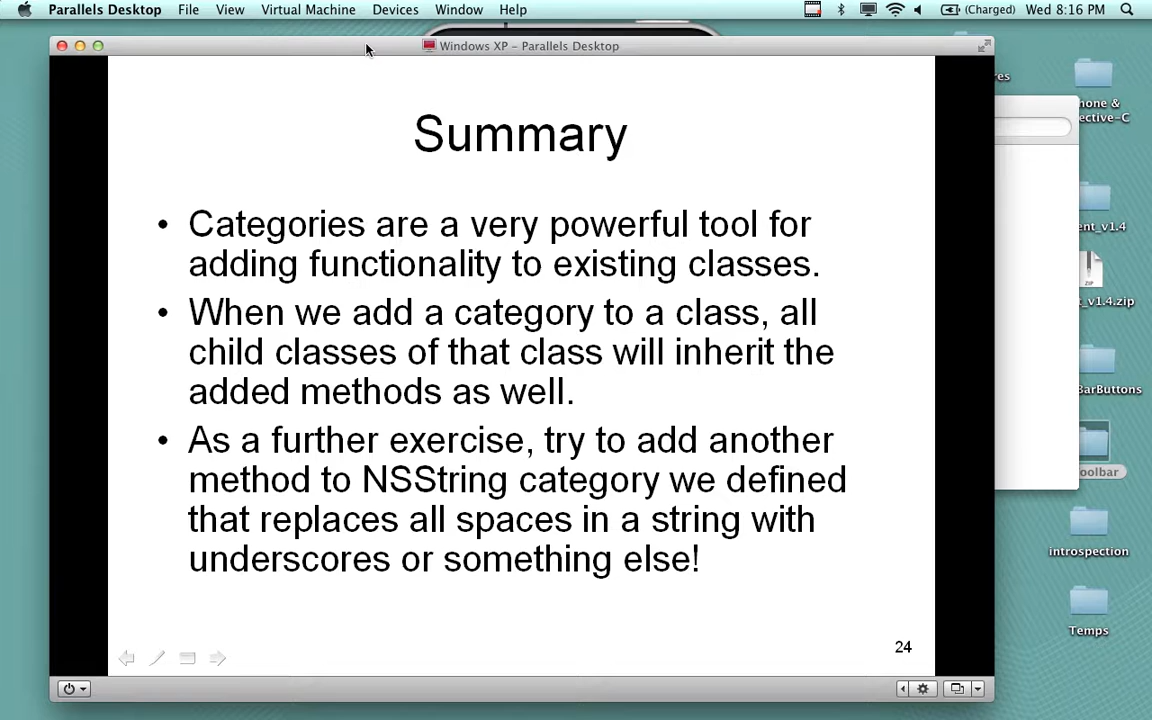 Parallels Desktop File View Virtual Machine Devices Window Help (Charged) Wed 8:16 PM
Windows XP – Parallels Desktop
Summary
• Categories are a very powerful tool for
adding functionality to existing classes.
• When we add a category to a class, all
child classes of that class will inherit the
added methods as well.
• As a further exercise, try to add another
method to NSString category we defined
that replaces all spaces in a string with
underscores or something else!
24
res
hone &
ective-C
ent_v1.4
ZIP
_v1.4.zip
BarButtons
oolbar
introspection
Temps